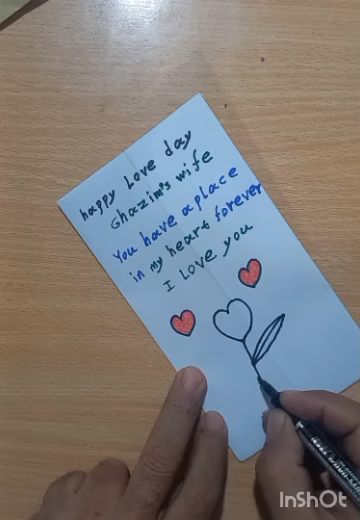 happy Love day
Ghazim's wife
You have a place
in my heart forever
I Love you
InShOt